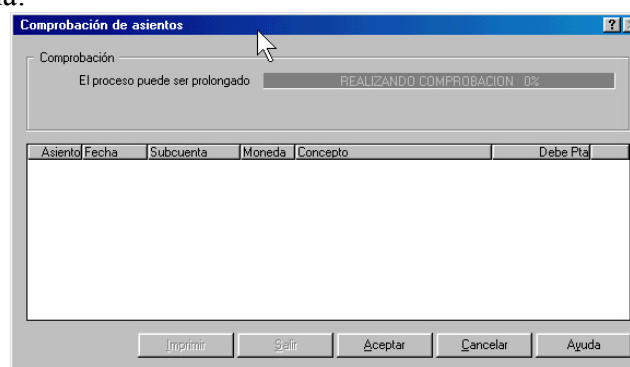 na:
Comprobación de asientos
Comprobación
El proceso puede ser prolongado REALIZANDO COMPROBACION 0%
Asiento Fecha Subcuenta Moneda Concepto Debe Pta
Imprimir Salir Aceptar Cancelar Ayuda